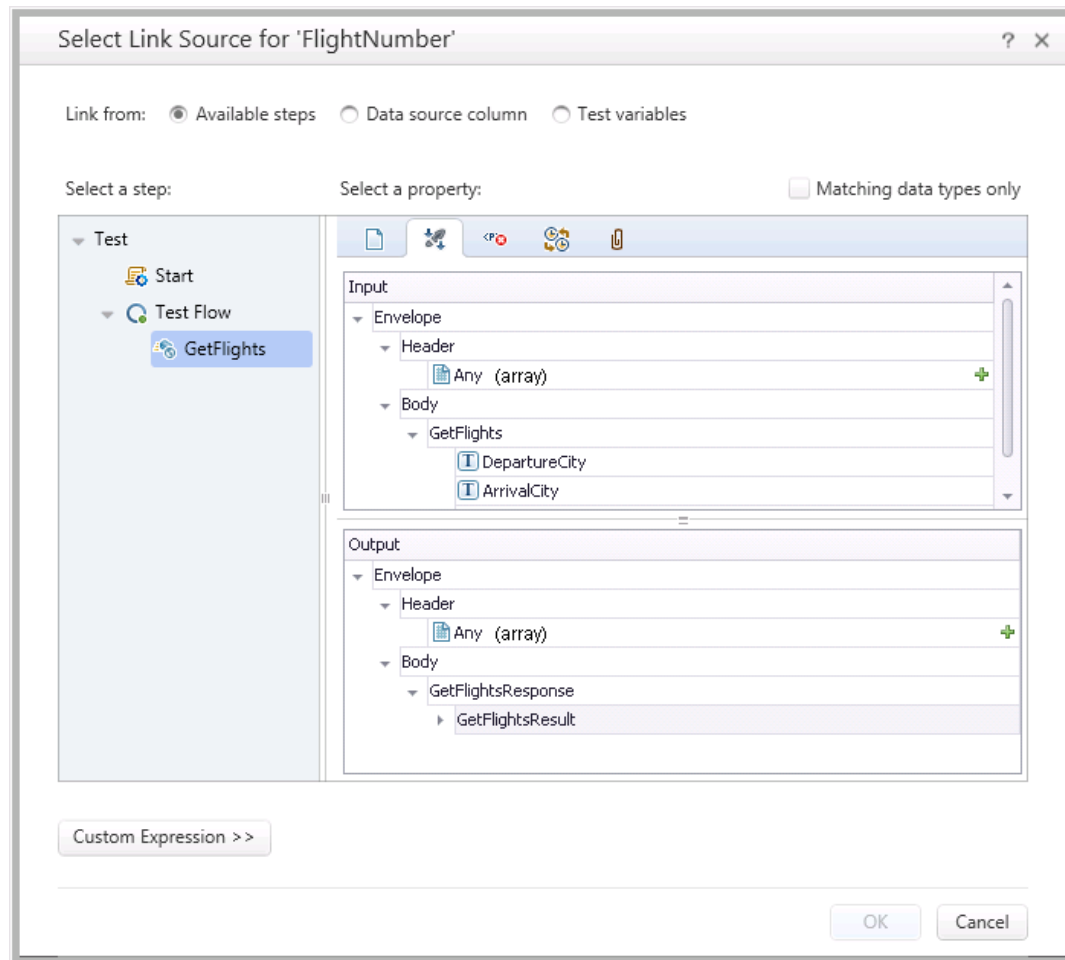 Select Link Source for 'FlightNumber'
? ×
Link from: Available steps Data source column Test variables
Select a step: Select a property: Matching data types only
Test
Start
Test Flow
GetFlights
<P>
Input
Envelope
Header
Any (array)
Body
GetFlights
T DepartureCity
T ArrivalCity
Output
Envelope
Header
Any (array)
Body
GetFlightsResponse
GetFlightsResult
Custom Expression >>
OK Cancel